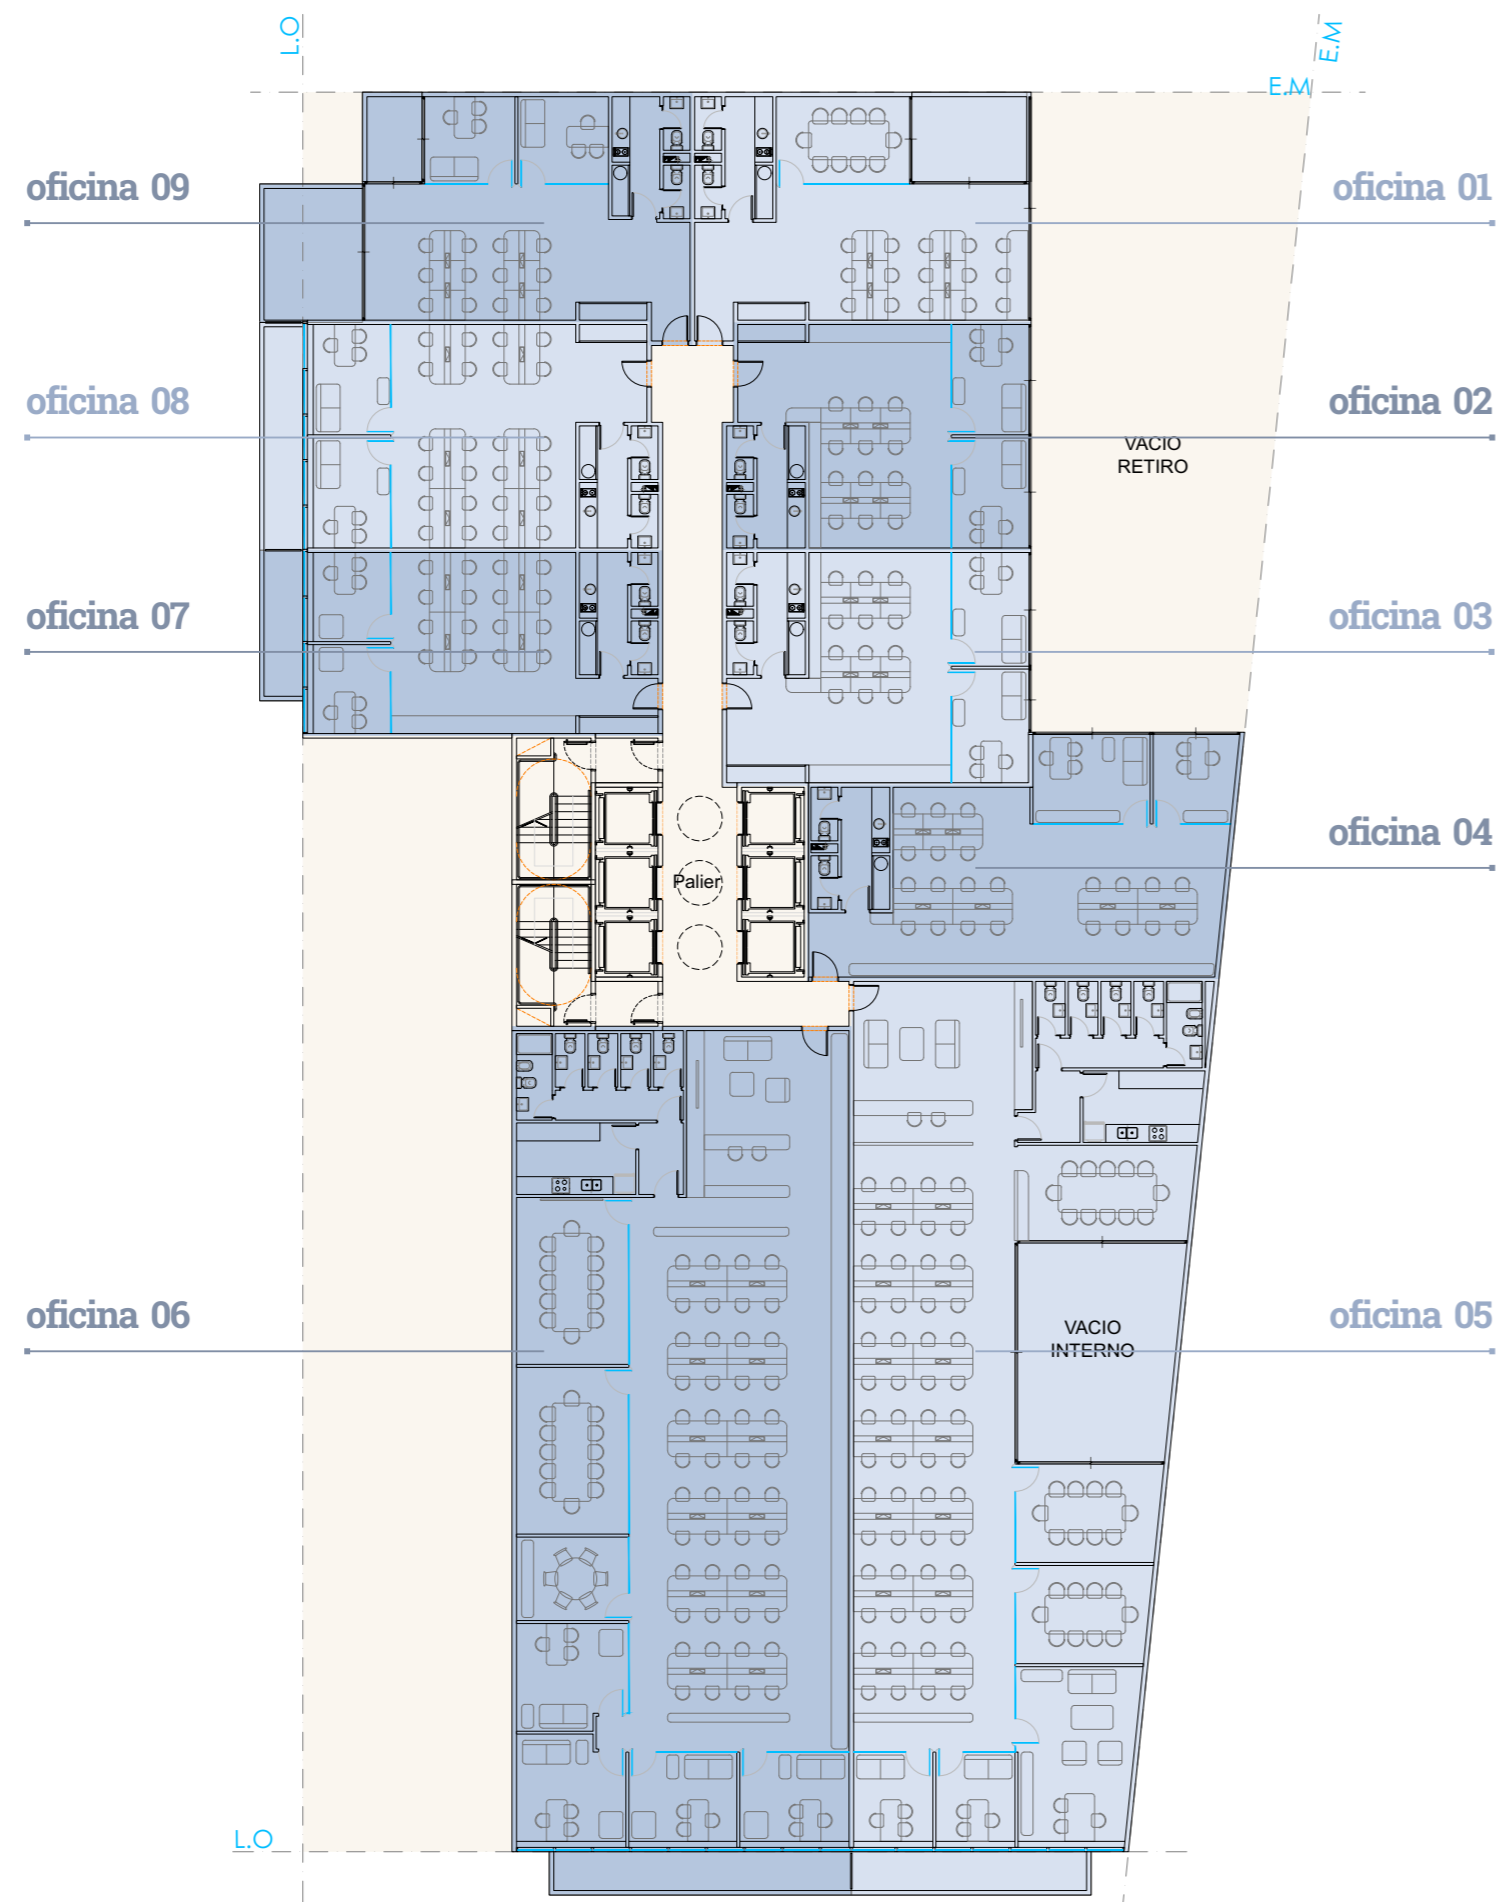 L.O
E.M
E.M
oficina 09
oficina 01
oficina 08
oficina 02
VACIO
RETIRO
oficina 07
oficina 03
oficina 04
Palier
oficina 06
oficina 05
VACIO
INTERNO
L.O